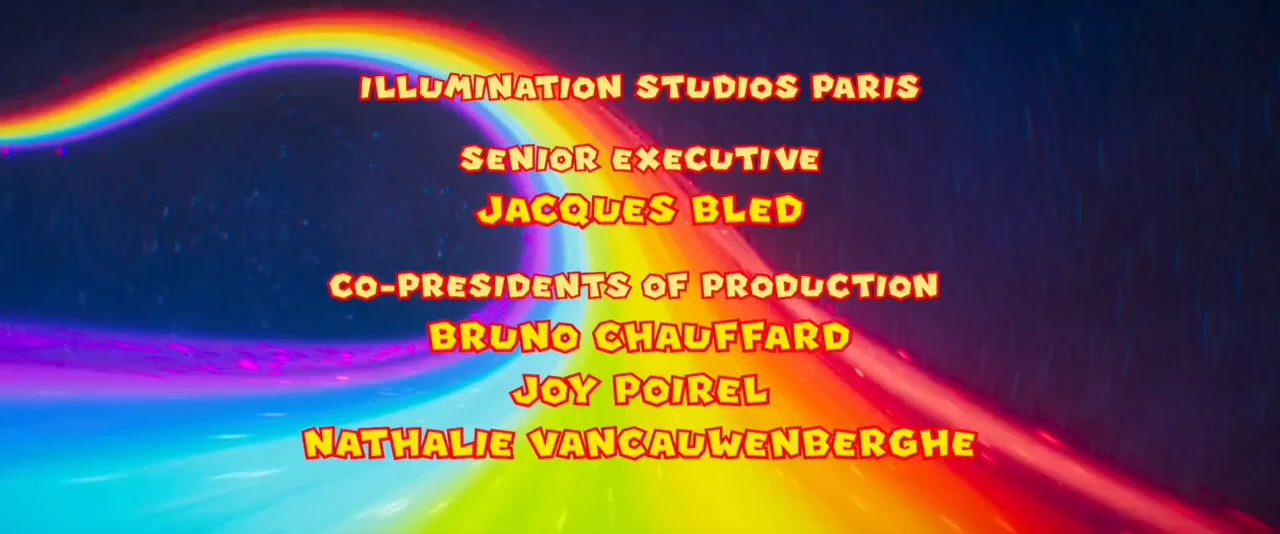 ILLUMINATION STUDIOS PARIS
SENIOR EXECUTIVE
JACQUES BLED
CO-PRESIDENTS OF PRODUCTION
BRUNO CHAUFFARD
JOY POIREL
NATHALIE VANCAUWENBERGHE